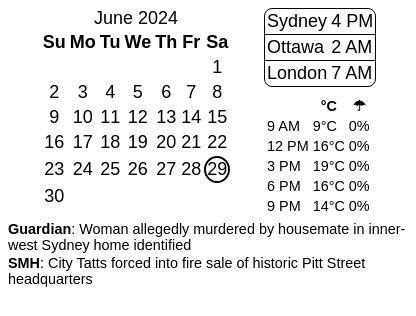 June 2024
Su Mo Tu We Th Fr Sa
1
2 3 4 5 6 7 8
9 10 11 12 13 14 15
16 17 18 19 20 21 22
23 24 25 26 27 28 29
30
Sydney 4 PM
Ottawa 2 AM
London 7 AM
°C ☂
9 AM 9°C 0%
12 PM 16°C 0%
3 PM 19°C 0%
6 PM 16°C 0%
9 PM 14°C 0%
Guardian: Woman allegedly murdered by housemate in inner-
west Sydney home identified
SMH: City Tatts forced into fire sale of historic Pitt Street
headquarters